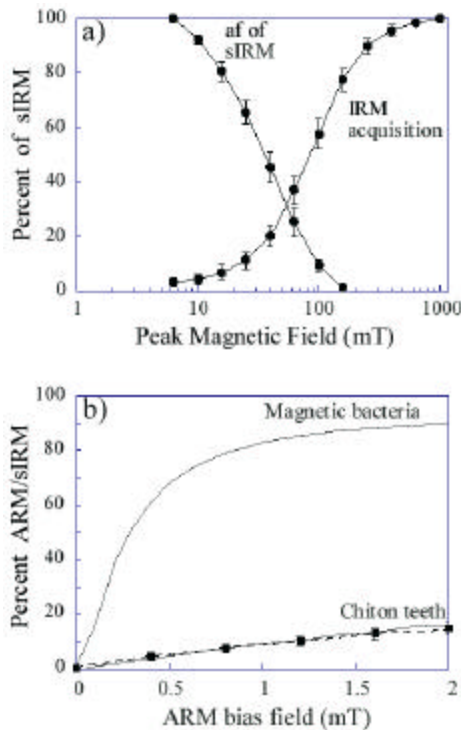 a)
af of
sIRM
IRM
acquisition
Percent of sIRM
100
80
60
40
20
0
1 10 100 1000
Peak Magnetic Field (mT)
b)
Magnetic bacteria
Chiton teeth
Percent ARM/sIRM
100
80
60
40
20
0
0 0.5 1 1.5 2
ARM bias field (mT)